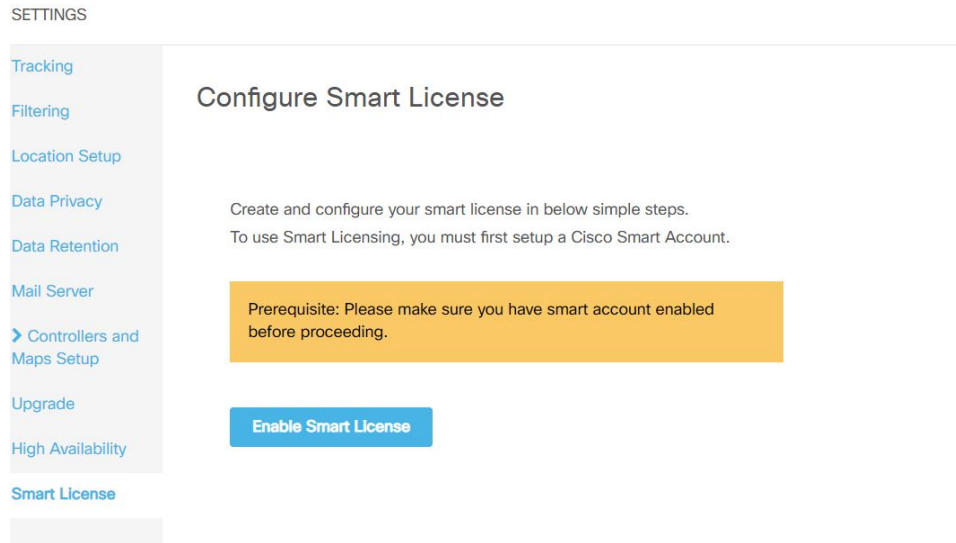 SETTINGS
Tracking
Filtering
Location Setup
Data Privacy
Data Retention
Mail Server
Controllers and
Maps Setup
Upgrade
High Availability
Smart License
Configure Smart License
Create and configure your smart license in below simple steps.
To use Smart Licensing, you must first setup a Cisco Smart Account.
Prerequisite: Please make sure you have smart account enabled
before proceeding.
Enable Smart License